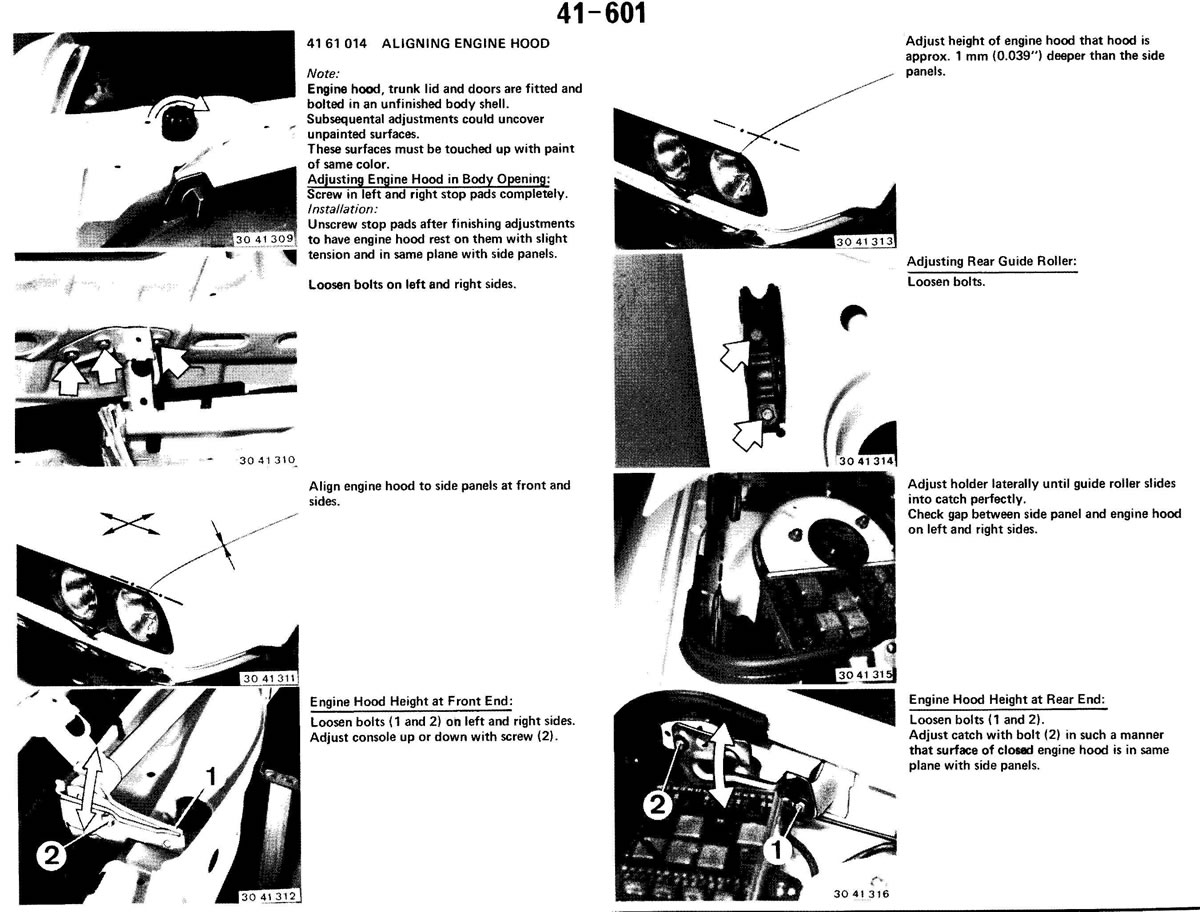 41-601
41 61 014 ALIGNING ENGINE HOOD
Note:
Engine hood, trunk lid and doors are fitted and
bolted in an unfinished body shell.
Subsequental adjustments could uncover
unpainted surfaces.
These surfaces must be touched up with paint
of same color.
Adjusting Engine Hood in Body Opening:
Screw in left and right stop pads completely.
Installation:
Unscrew stop pads after finishing adjustments
to have engine hood rest on them with slight
tension and in same plane with side panels.
30 41 309
Loosen bolts on left and right sides.
30 41 310
Align engine hood to side panels at front and
sides.
30 41 311
Engine Hood Height at Front End:
Loosen bolts (1 and 2) on left and right sides.
Adjust console up or down with screw (2).
1
2
30 41 312
Adjust height of engine hood that hood is
approx. 1 mm (0.039") deeper than the side
panels.
30 41 313
Adjusting Rear Guide Roller:
Loosen bolts.
30 41 314
Adjust holder laterally until guide roller slides
into catch perfectly.
Check gap between side panel and engine hood
on left and right sides.
30 41 315
Engine Hood Height at Rear End:
Loosen bolts (1 and 2).
Adjust catch with bolt (2) in such a manner
that surface of closed engine hood is in same
plane with side panels.
2
1
30 41 316